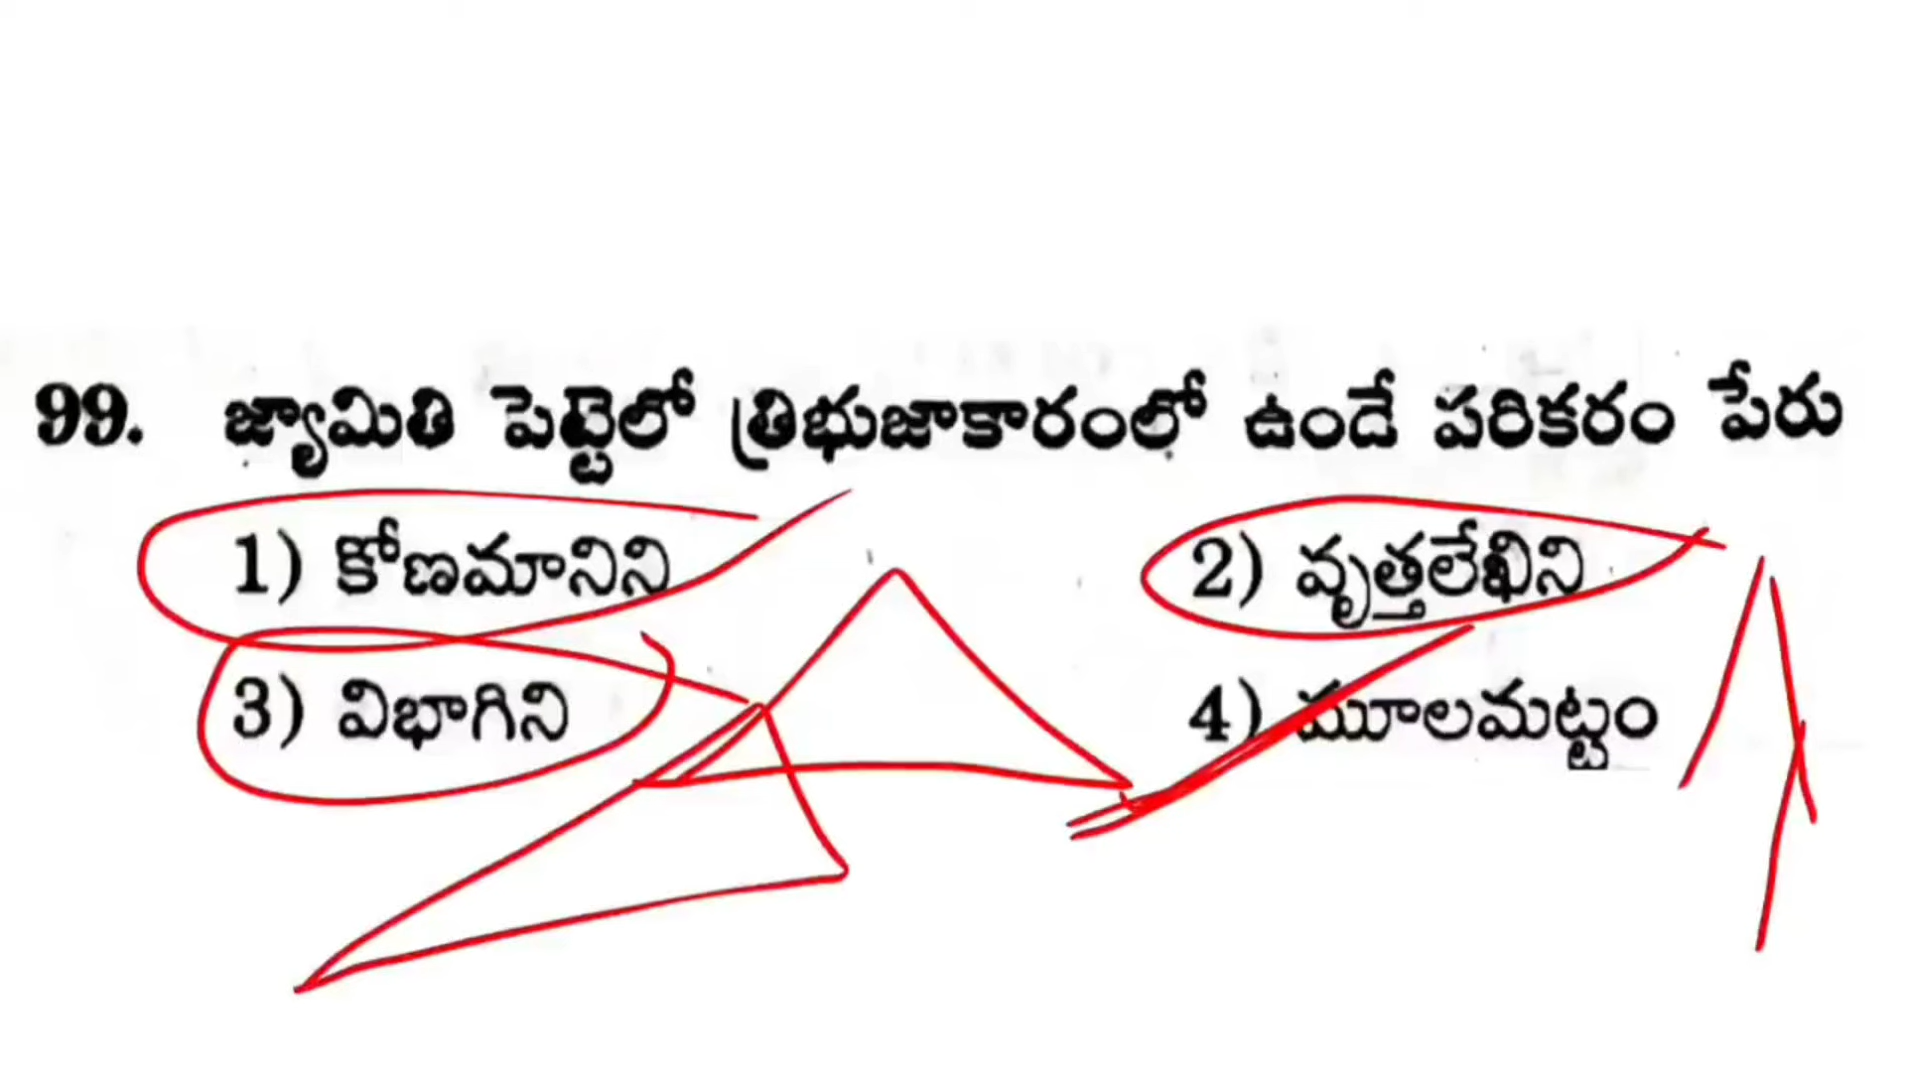 99. జ్యామితి పెట్టెలో త్రిభుజాకారంలో ఉండే పరికరం పేరు
1) కోణమానిని 2) వృత్తలేఖిని
3) విభాగిని 4) మూలమట్టం